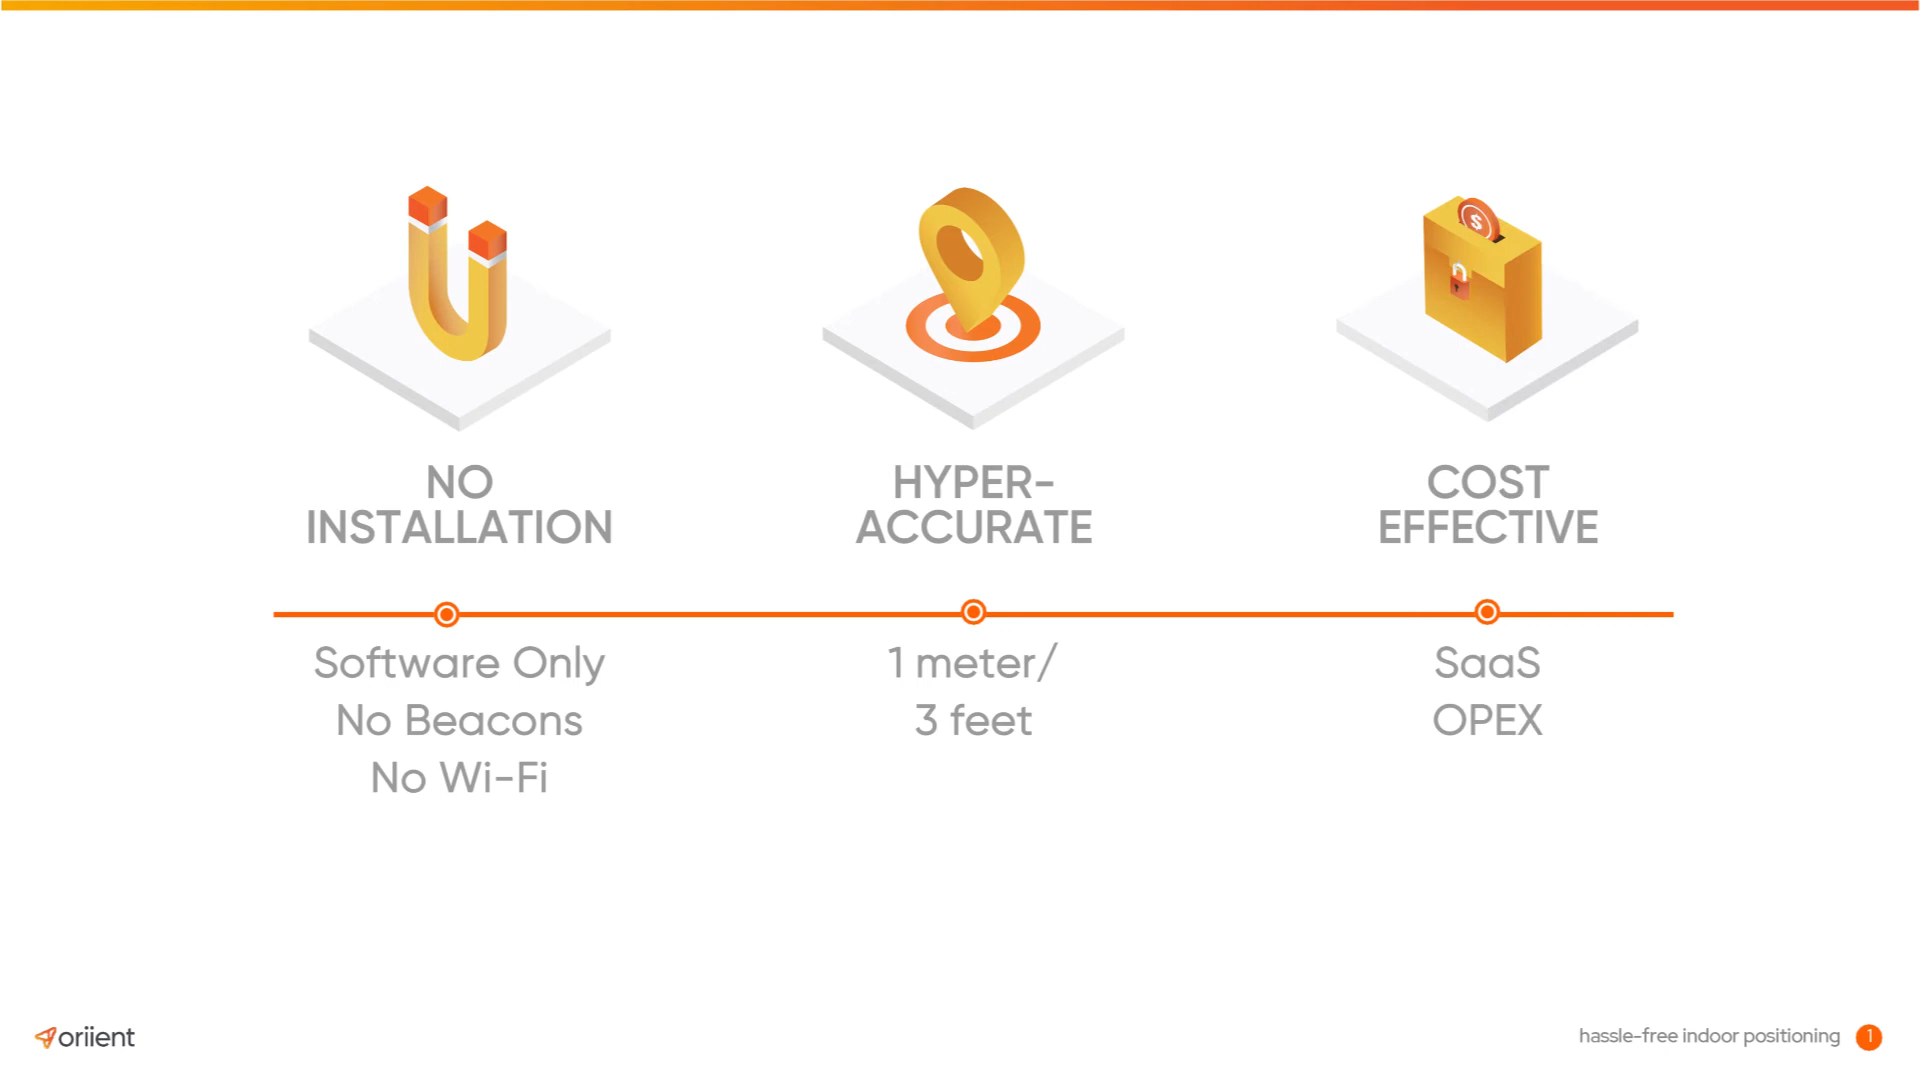 NO
INSTALLATION
HYPER-
ACCURATE
COST
EFFECTIVE
Software Only
No Beacons
No Wi-Fi
1 meter/
3 feet
SaaS
OPEX
$
oriient
hassle-free indoor positioning
1